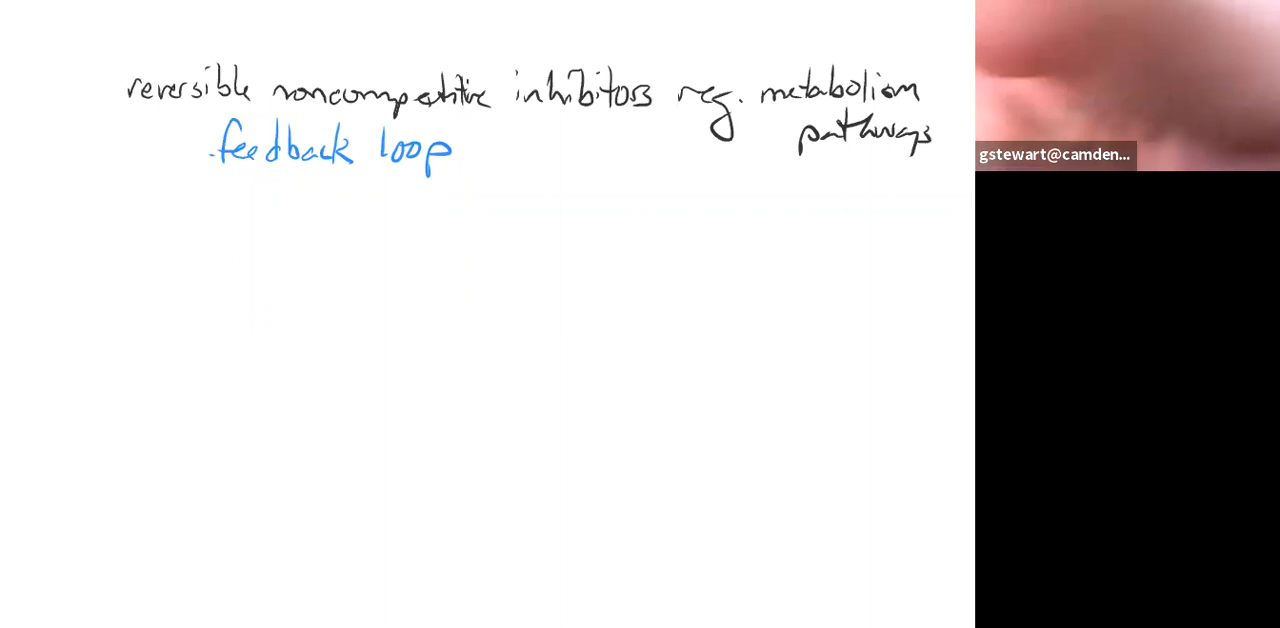 reversible noncompetitive inhibitors reg. metabolism
pathways
feedback loop
gstewart@camden...